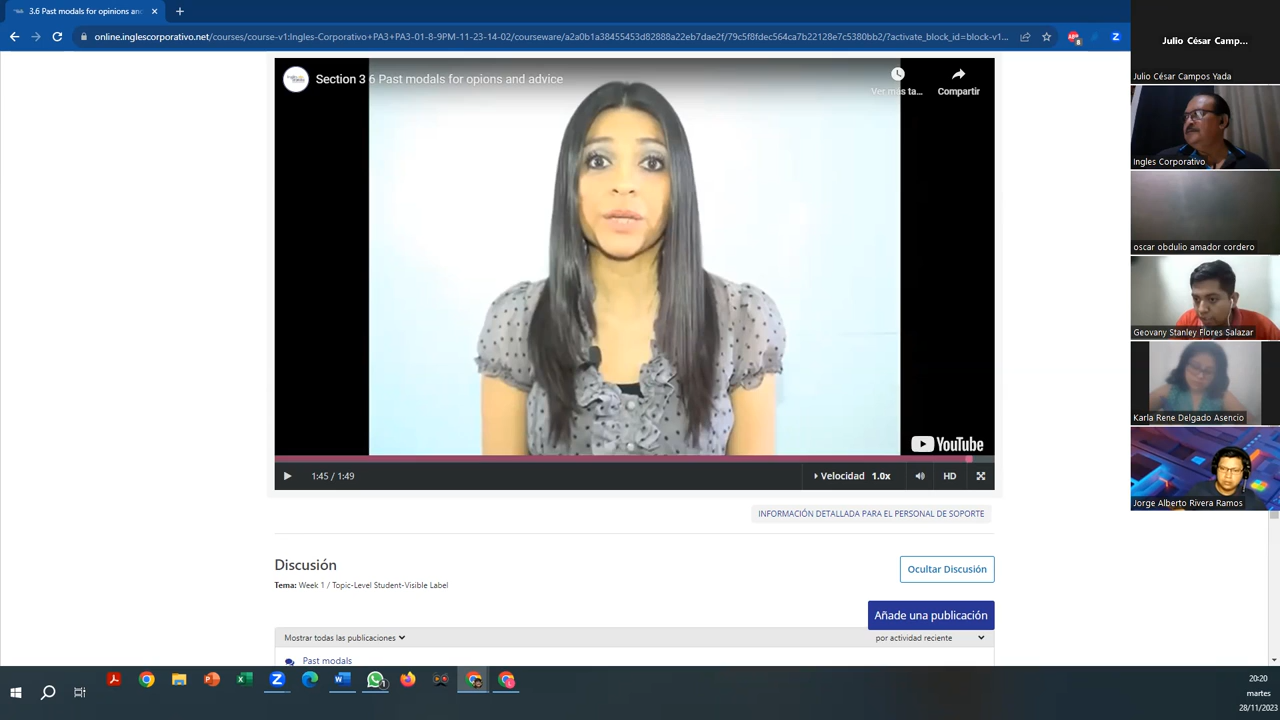 3.6 Past modals for opinions and
online.inglescorporativo.net/courses/course-v1:Ingles-Corporativo+PA3+PA3-01-8-9PM-11-23-14-02/courseware/a2a0b1a38455453d82888a22eb7dae2f/79c5f8fdec564ca7b22128e7c5380bb2/?activate_block_id=block-v1...
Section 3 6 Past modals for opions and advice
Ver más ta...
Compartir
YouTube
1:45 / 1:49
Velocidad 1.0x
HD
INFORMACIÓN DETALLADA PARA EL PERSONAL DE SOPORTE
Discusión
Ocultar Discusión
Tema: Week 1 / Topic-Level Student-Visible Label
Añade una publicación
Mostrar todas las publicaciones
por actividad reciente
Past modals
Julio César Camp...
Julio César Campos Yada
Ingles Corporativo
oscar obdulio amador cordero
Geovany Stanley Flores Salazar
Karla Rene Delgado Asencio
Jorge Alberto Rivera Ramos
20:20
martes
28/11/2023